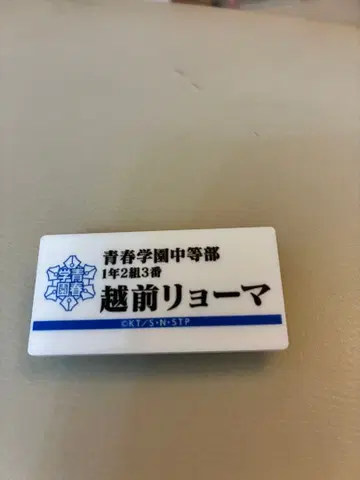 青春学園
青春学園中等部
1年2組3番
越前リョーマ
©KT/S・N・STP